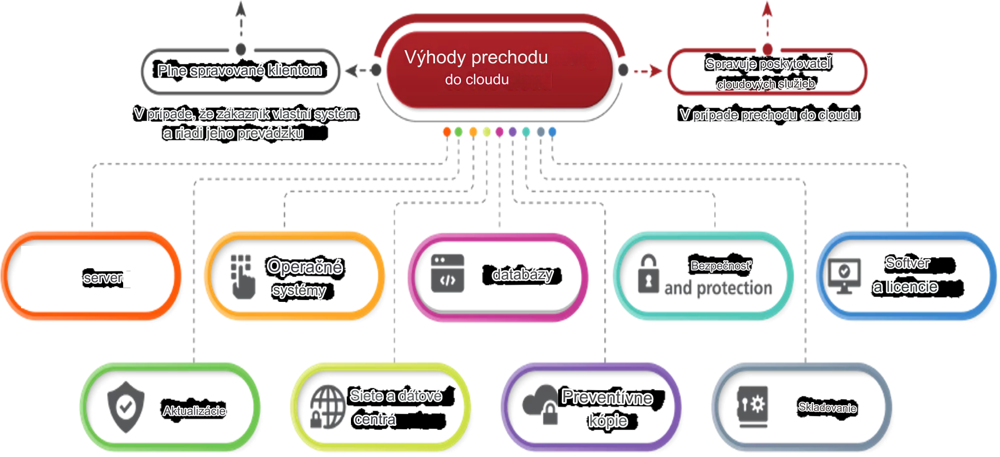 Výhody prechodu
do cloudu
Plne spravované klientom
V prípade, že zákazník vlastní systém
a riadi jeho prevádzku
Spravuje poskytovateľ
cloudových služieb
V prípade prechodu do cloudu
server
Operačné
systémy
databázy
Bezpečnosť
and protection
Softvér
a licencie
Aktualizácie
Siete a dátové
centrá
Preventívne
kópie
Skladovanie